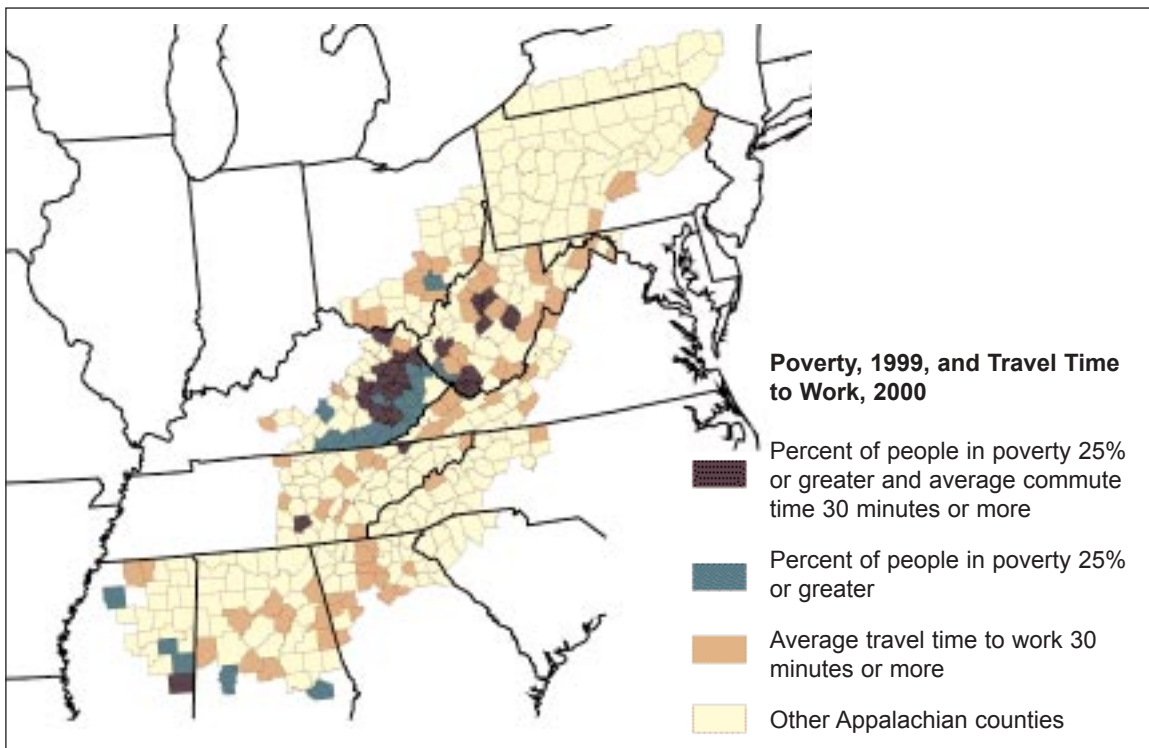 Poverty, 1999, and Travel Time
to Work, 2000
Percent of people in poverty 25%
or greater and average commute
time 30 minutes or more
Percent of people in poverty 25%
or greater
Average travel time to work 30
minutes or more
Other Appalachian counties